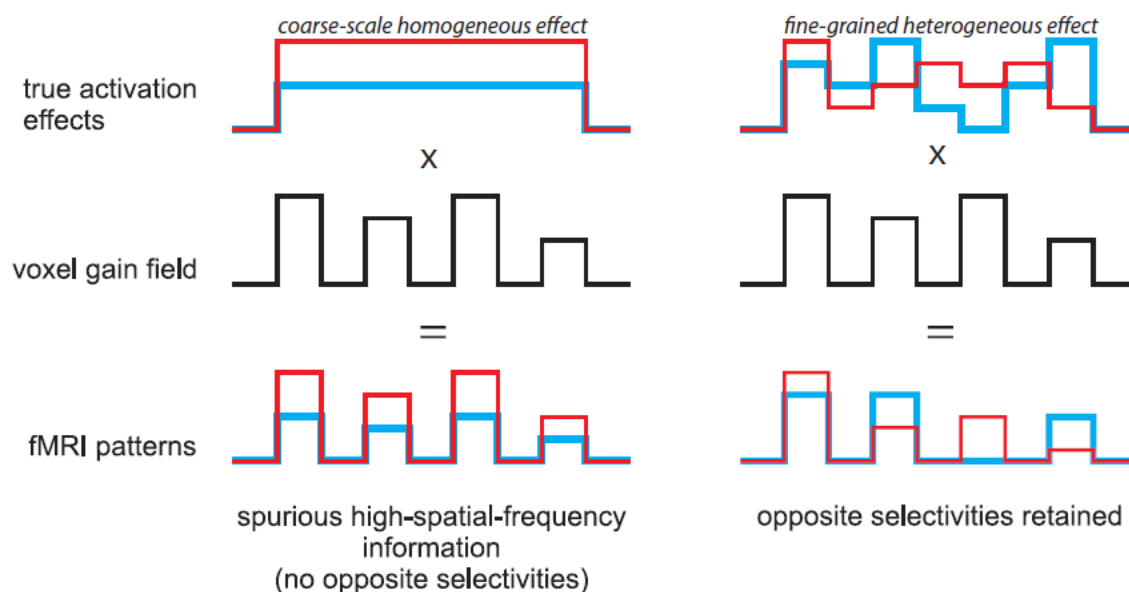 coarse-scale homogeneous effect
fine-grained heterogeneous effect
true activation
effects
x
x
voxel gain field
=
=
fMRI patterns
spurious high-spatial-frequency
information
(no opposite selectivities)
opposite selectivities retained